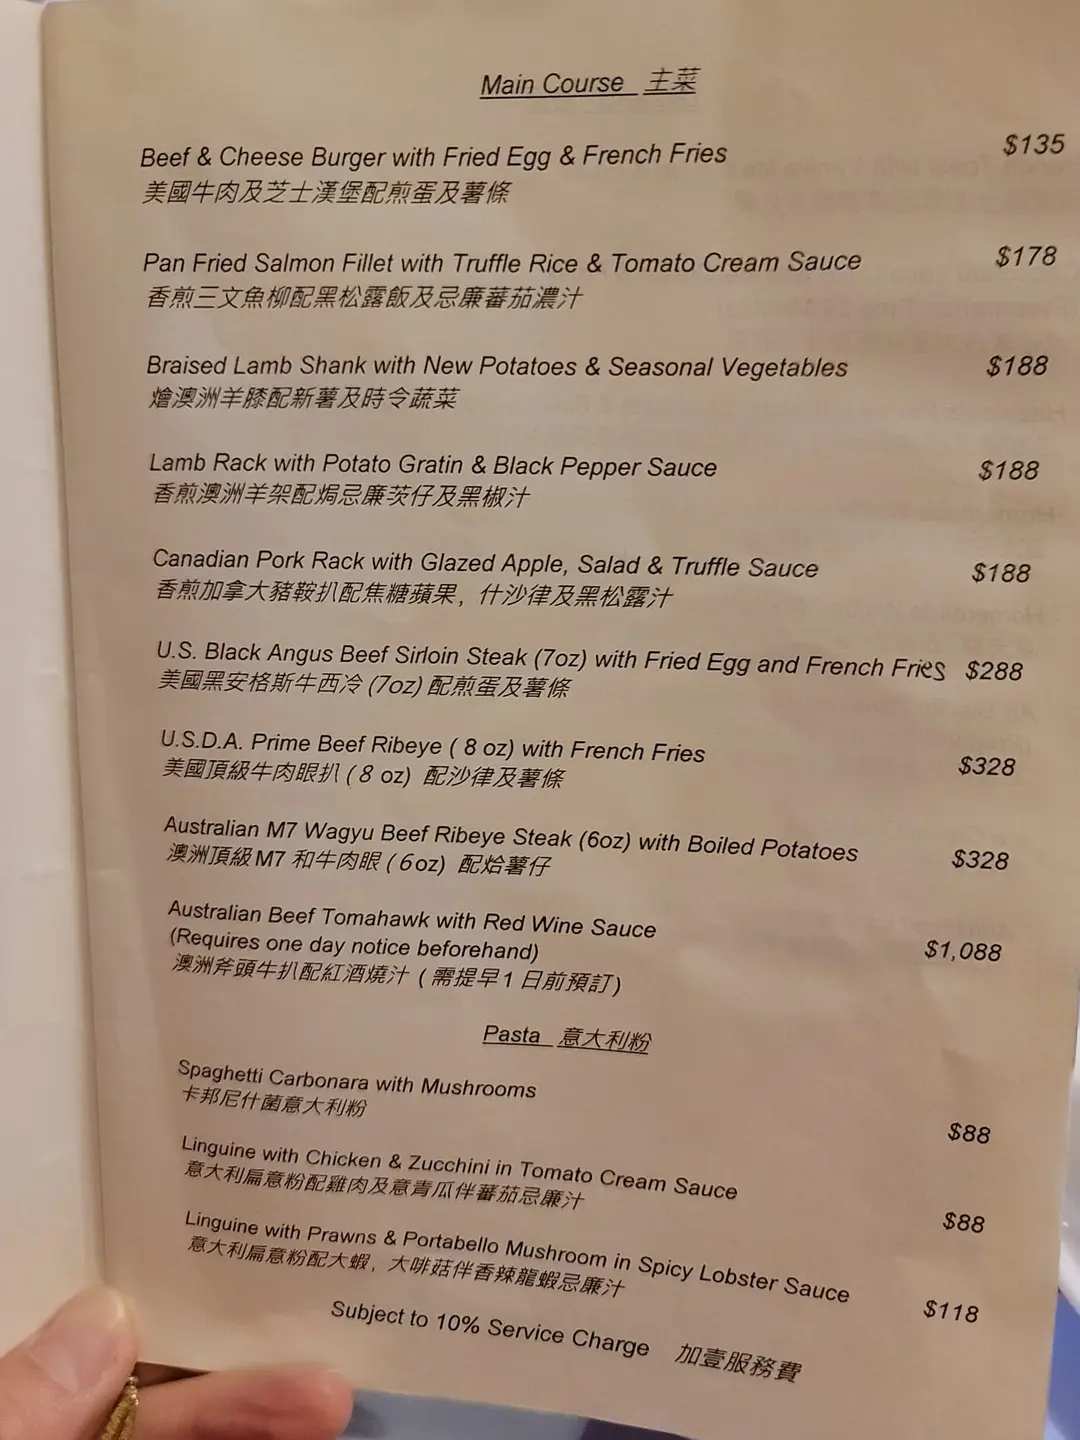 Main Course 主菜
Beef & Cheese Burger with Fried Egg & French Fries $135
美國牛肉及芝士漢堡配煎蛋及薯條
Pan Fried Salmon Fillet with Truffle Rice & Tomato Cream Sauce $178
香煎三文魚柳配黑松露飯及忌廉蕃茄濃汁
Braised Lamb Shank with New Potatoes & Seasonal Vegetables $188
燴澳洲羊膝配新薯及時令蔬菜
Lamb Rack with Potato Gratin & Black Pepper Sauce $188
香煎澳洲羊架配焗忌廉茨仔及黑椒汁
Canadian Pork Rack with Glazed Apple, Salad & Truffle Sauce $188
香煎加拿大豬鞍扒配焦糖蘋果, 什沙律及黑松露汁
U.S. Black Angus Beef Sirloin Steak (7oz) with Fried Egg and French Fries $288
美國黑安格斯牛西冷 (7oz) 配煎蛋及薯條
U.S.D.A. Prime Beef Ribeye ( 8 oz) with French Fries $328
美國頂級牛肉眼扒 ( 8 oz) 配沙律及薯條
Australian M7 Wagyu Beef Ribeye Steak (6oz) with Boiled Potatoes $328
澳洲頂級 M7 和牛肉眼 ( 6oz) 配烚薯仔
Australian Beef Tomahawk with Red Wine Sauce
(Requires one day notice beforehand) $1,088
澳洲斧頭牛扒配紅酒燒汁 ( 需提早 1 日前預訂 )
Pasta 意大利粉
Spaghetti Carbonara with Mushrooms
卡邦尼什菌意大利粉 $88
Linguine with Chicken & Zucchini in Tomato Cream Sauce
意大利扁意粉配雞肉及意青瓜伴蕃茄忌廉汁 $88
Linguine with Prawns & Portabello Mushroom in Spicy Lobster Sauce
意大利扁意粉配大蝦, 大啡菇伴香辣龍蝦忌廉汁 $118
Subject to 10% Service Charge 加壹服務費